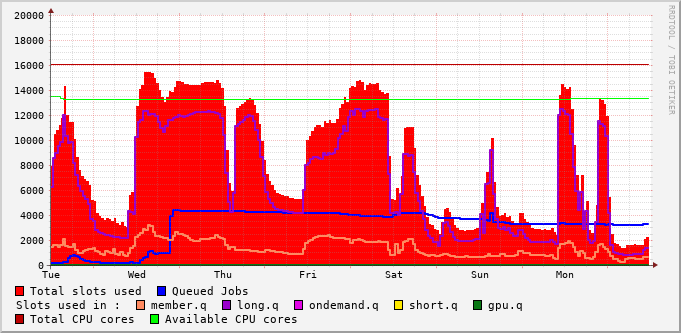 20000
18000
16000
14000
12000
10000
8000
6000
4000
2000
0
Tue Wed Thu Fri Sat Sun Mon
Total slots used Queued Jobs
Slots used in : member.q long.q ondemand.q short.q gpu.q
Total CPU cores Available CPU cores
RRDTOOL / TOBI OETIKER